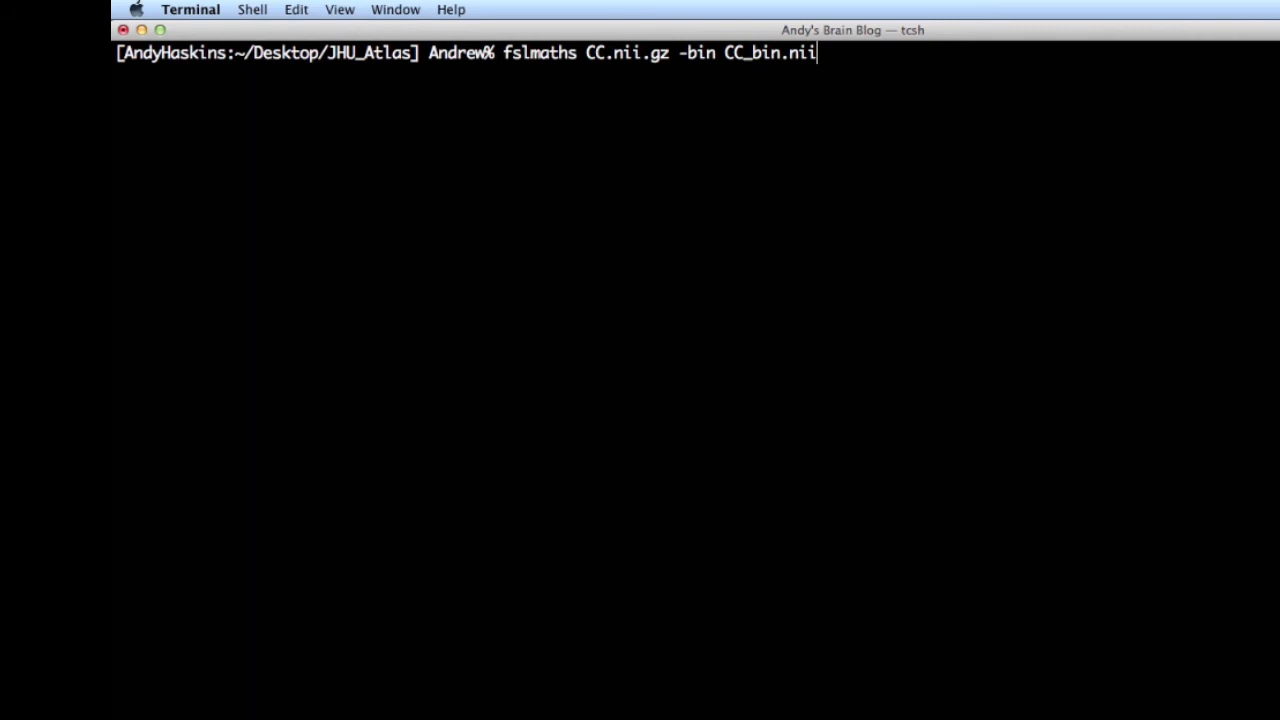 Terminal Shell Edit View Window Help
Andy's Brain Blog — tcsh
[AndyHaskins:~/Desktop/JHU_Atlas] Andrew% fslmaths CC.nii.gz -bin CC_bin.nii